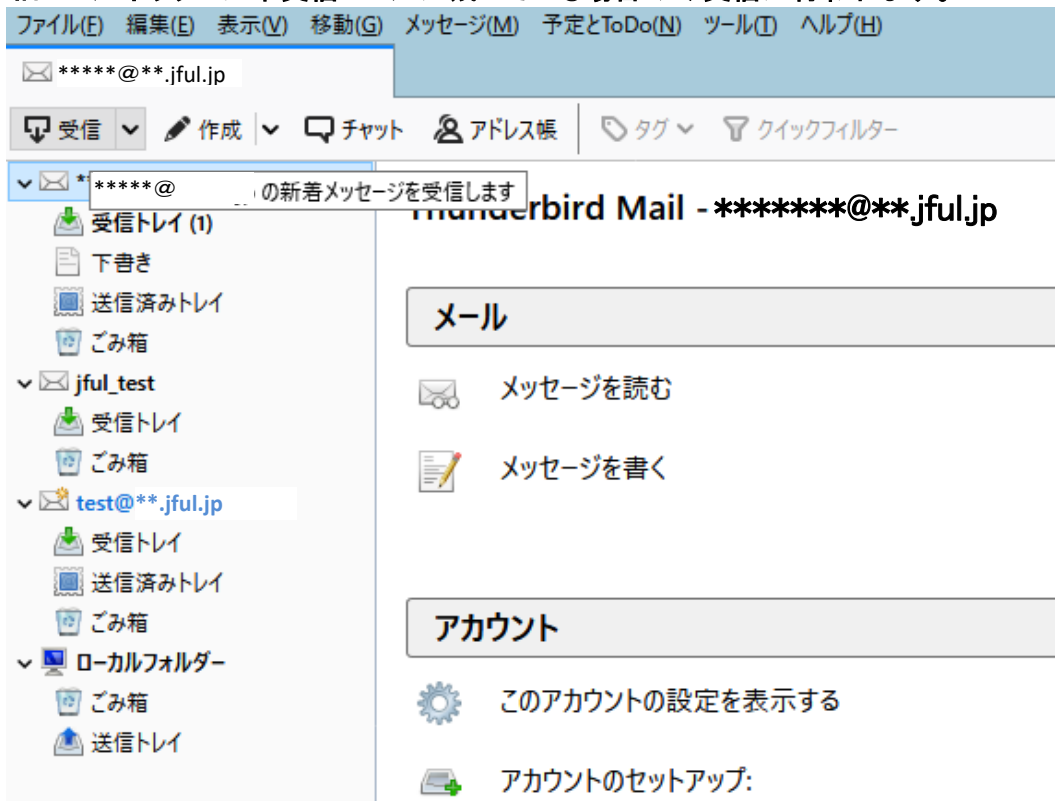 ファイル(F) 編集(E) 表示(V) 移動(G) メッセージ(M) 予定とToDo(N) ツール(T) ヘルプ(H)
*****@**.jful.jp
受信 作成 チャット アドレス帳 タグ クイックフィルター
*****@ の新着メッセージを受信します
Thunderbird Mail - *******@**.jful.jp
受信トレイ (1)
下書き
送信済みトレイ
ごみ箱
jful_test
受信トレイ
ごみ箱
test@**.jful.jp
受信トレイ
送信済みトレイ
ごみ箱
ローカルフォルダー
ごみ箱
送信トレイ
メール
メッセージを読む
メッセージを書く
アカウント
このアカウントの設定を表示する
アカウントのセットアップ: